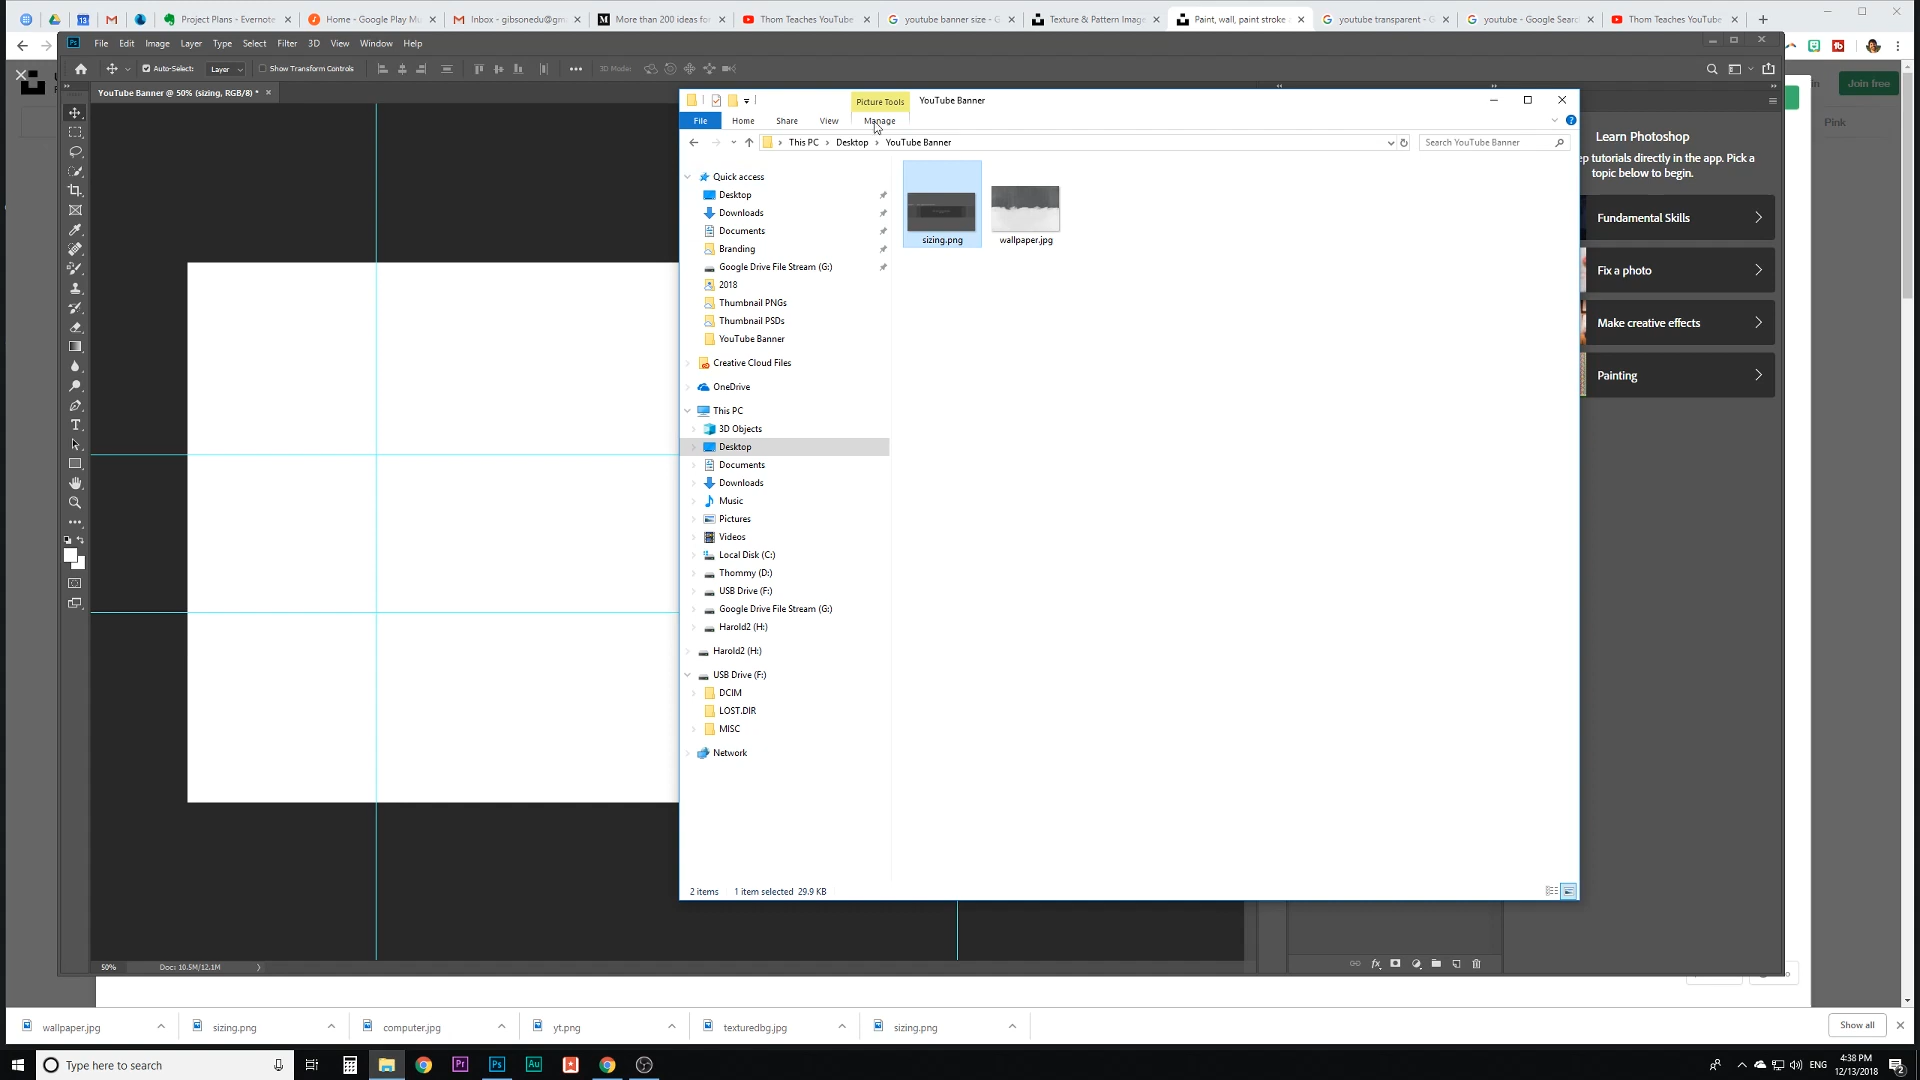 Project Plans - Evernote
Home - Google Play Mu
Inbox - gibsonedu@gm
More than 200 ideas for
Thom Teaches YouTube
youtube banner size - G
Texture & Pattern Image
Paint, wall, paint stroke
youtube transparent - G
youtube - Google Searc
Thom Teaches YouTube
File Edit Image Layer Type Select Filter 3D View Window Help
Auto-Select: Layer Show Transform Controls 3D Mode:
YouTube Banner @ 50% (sizing, RGB/8) *
Join free
Pink
Picture Tools YouTube Banner
File Home Share View Manage
This PC > Desktop > YouTube Banner
Search YouTube Banner
Quick access
Desktop
Downloads
Documents
Branding
Google Drive File Stream (G:)
2018
Thumbnail PNGs
Thumbnail PSDs
YouTube Banner
Creative Cloud Files
OneDrive
This PC
3D Objects
Desktop
Documents
Downloads
Music
Pictures
Videos
Local Disk (C:)
Thommy (D:)
USB Drive (F:)
Google Drive File Stream (G:)
Harold2 (H:)
Harold2 (H:)
USB Drive (F:)
DCIM
LOST.DIR
MISC
Network
sizing.png
wallpaper.jpg
2 items 1 item selected 29.9 KB
Learn Photoshop
ep tutorials directly in the app. Pick a
topic below to begin.
Fundamental Skills
Fix a photo
Make creative effects
Painting
50% Doc: 10.5M/12.1M
wallpaper.jpg
sizing.png
computer.jpg
yt.png
texturedbg.jpg
sizing.png
Show all
Type here to search
ENG
4:38 PM
12/13/2018